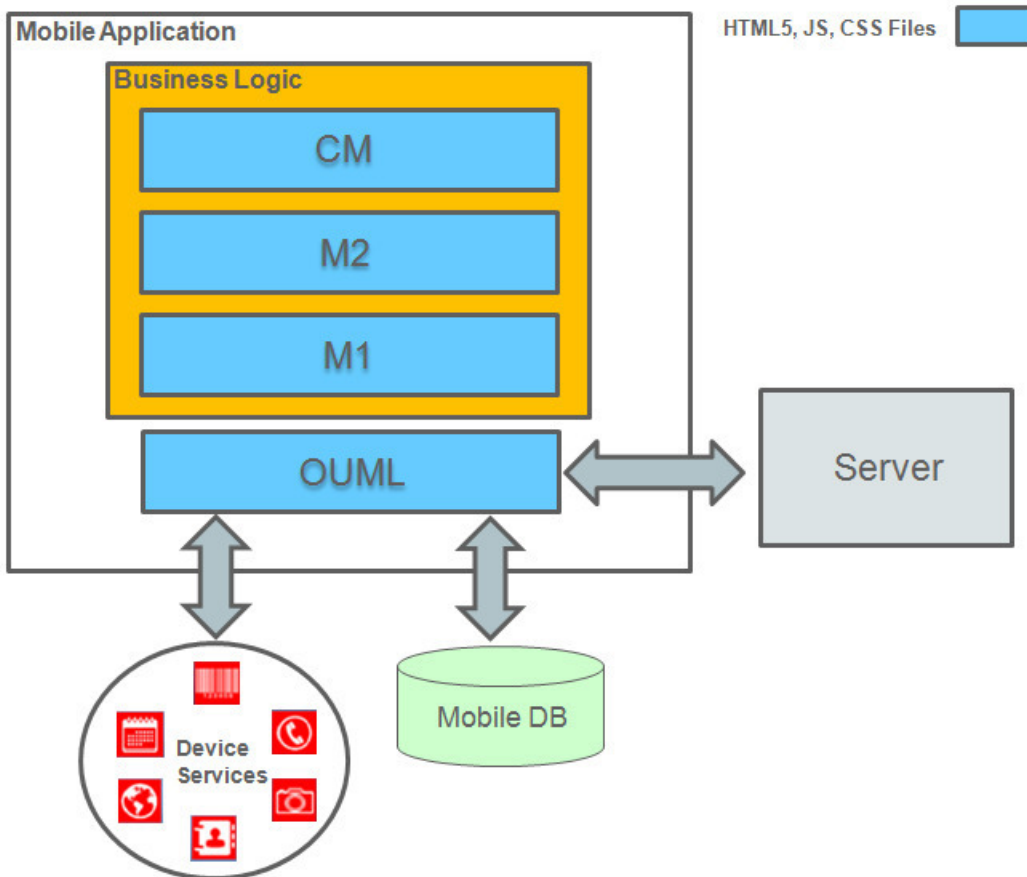 Mobile Application
HTML5, JS, CSS Files
Business Logic
CM
M2
M1
OUML
Server
Device
Services
Mobile DB